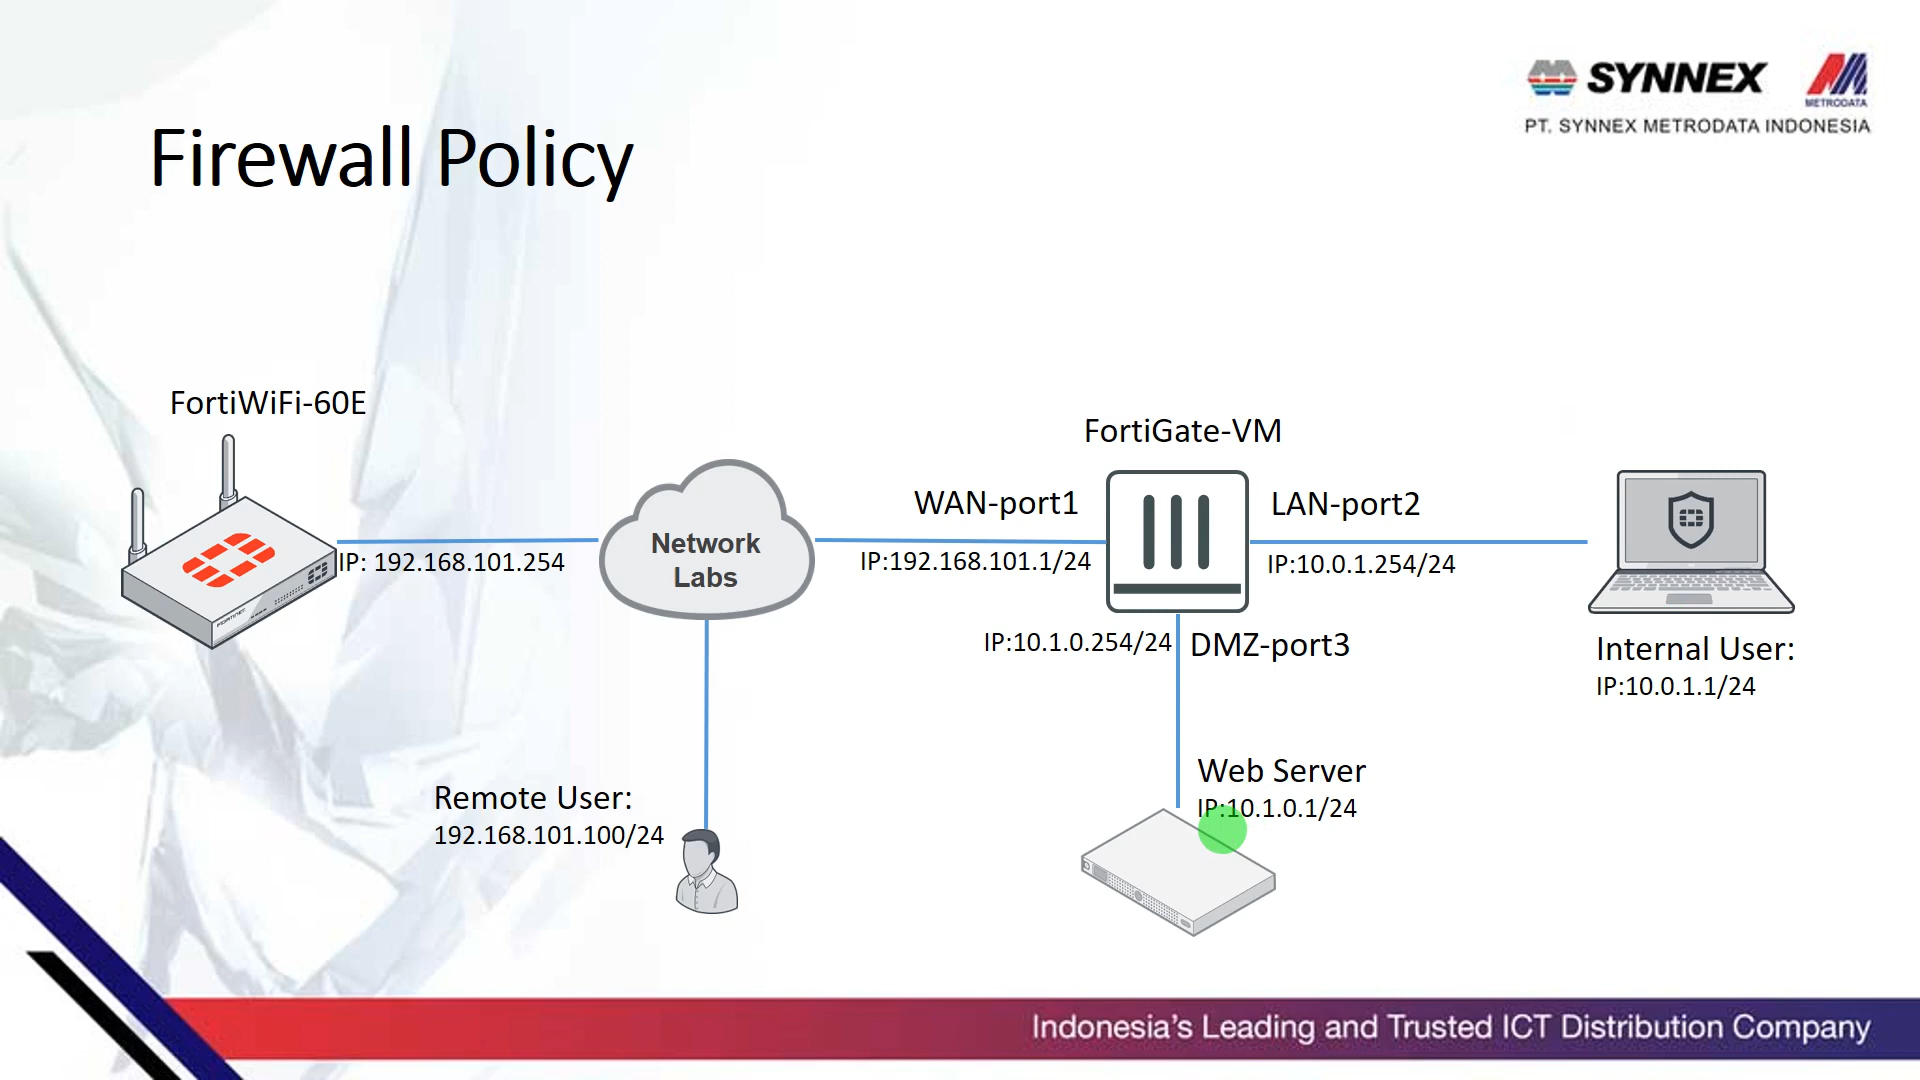 SYNNEX
METRODATA
PT. SYNNEX METRODATA INDONESIA
Firewall Policy
FortiWiFi-60E
FortiGate-VM
WAN-port1
LAN-port2
Network
Labs
IP: 192.168.101.254
IP:192.168.101.1/24
IP:10.0.1.254/24
FORTINET
IP:10.1.0.254/24
DMZ-port3
Internal User:
IP:10.0.1.1/24
Web Server
IP:10.1.0.1/24
Remote User:
192.168.101.100/24
Indonesia's Leading and Trusted ICT Distribution Company